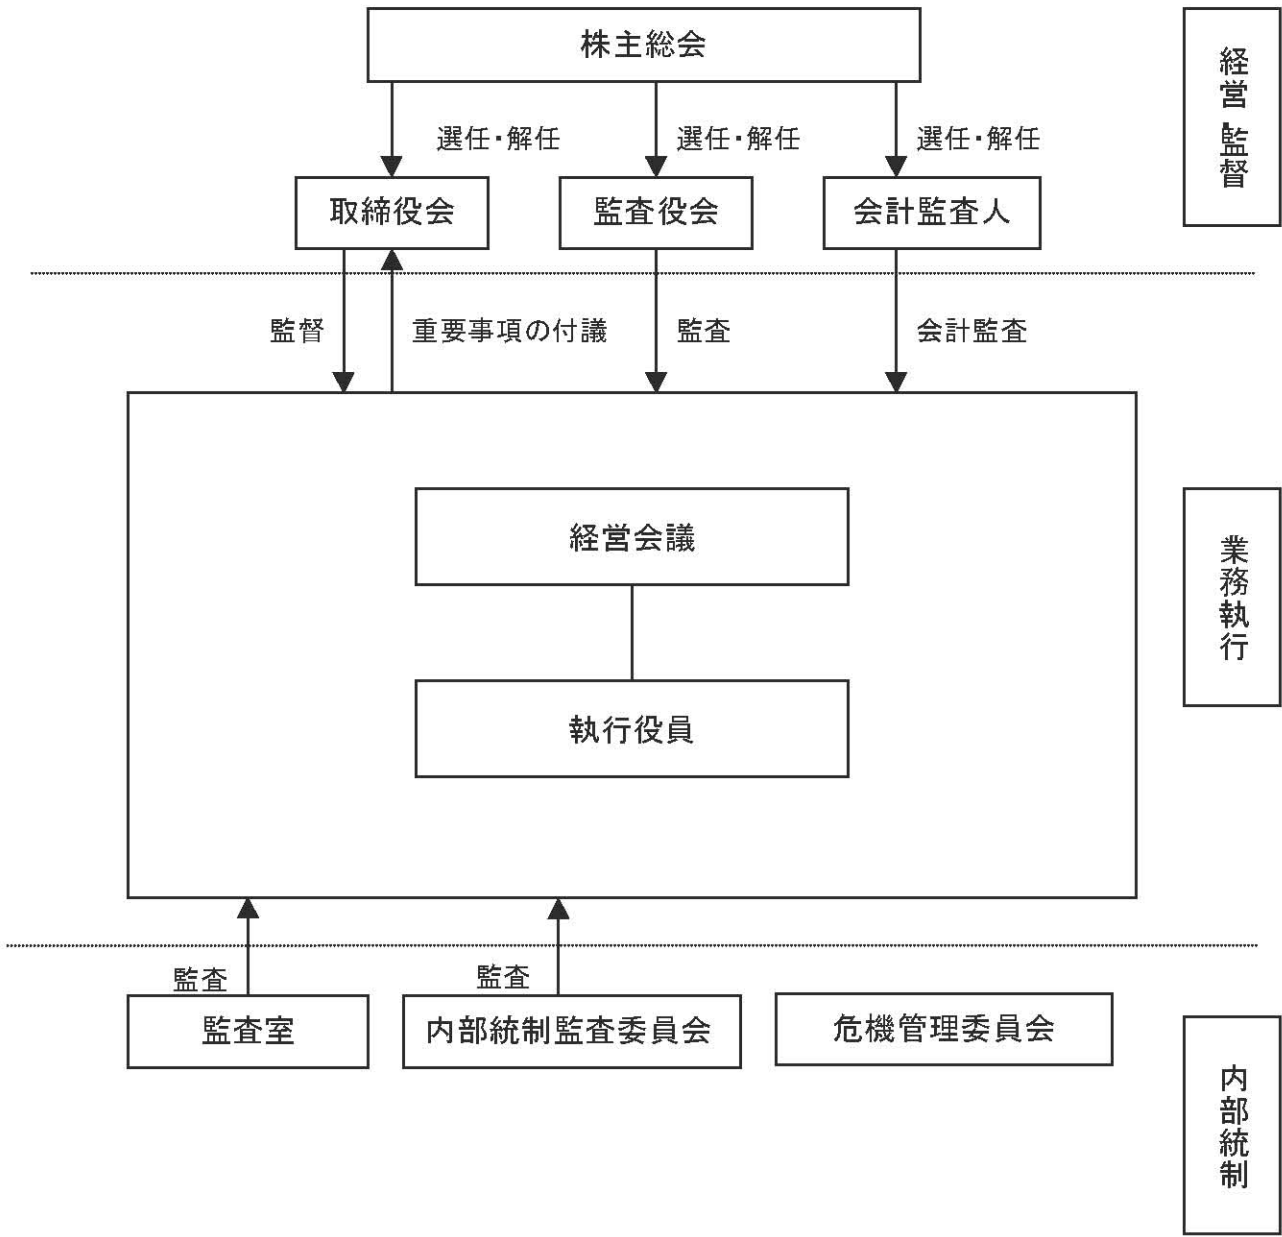 株主総会
経営・監督
選任・解任
選任・解任
選任・解任
取締役会
監査役会
会計監査人
監督
重要事項の付議
監査
会計監査
経営会議
業務執行
執行役員
監査
監査
監査室
内部統制監査委員会
危機管理委員会
内部統制